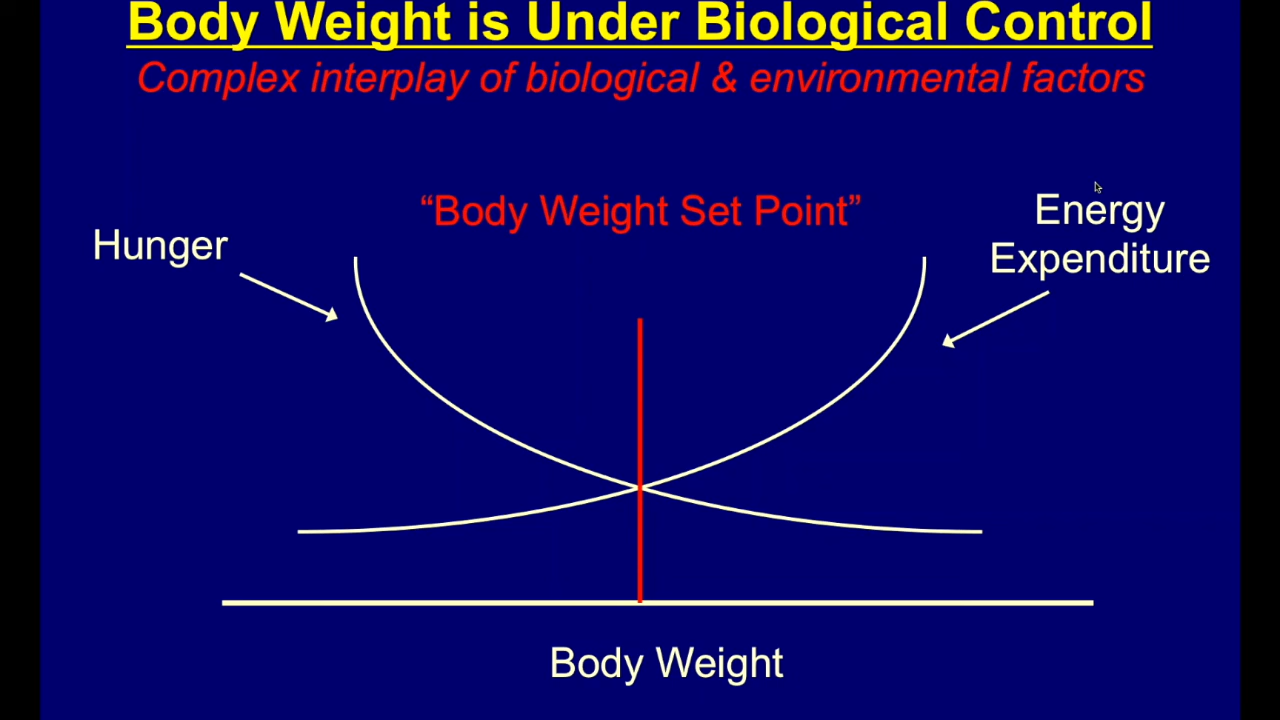 Body Weight is Under Biological Control
Complex interplay of biological & environmental factors
“Body Weight Set Point”
Hunger
Energy
Expenditure
Body Weight